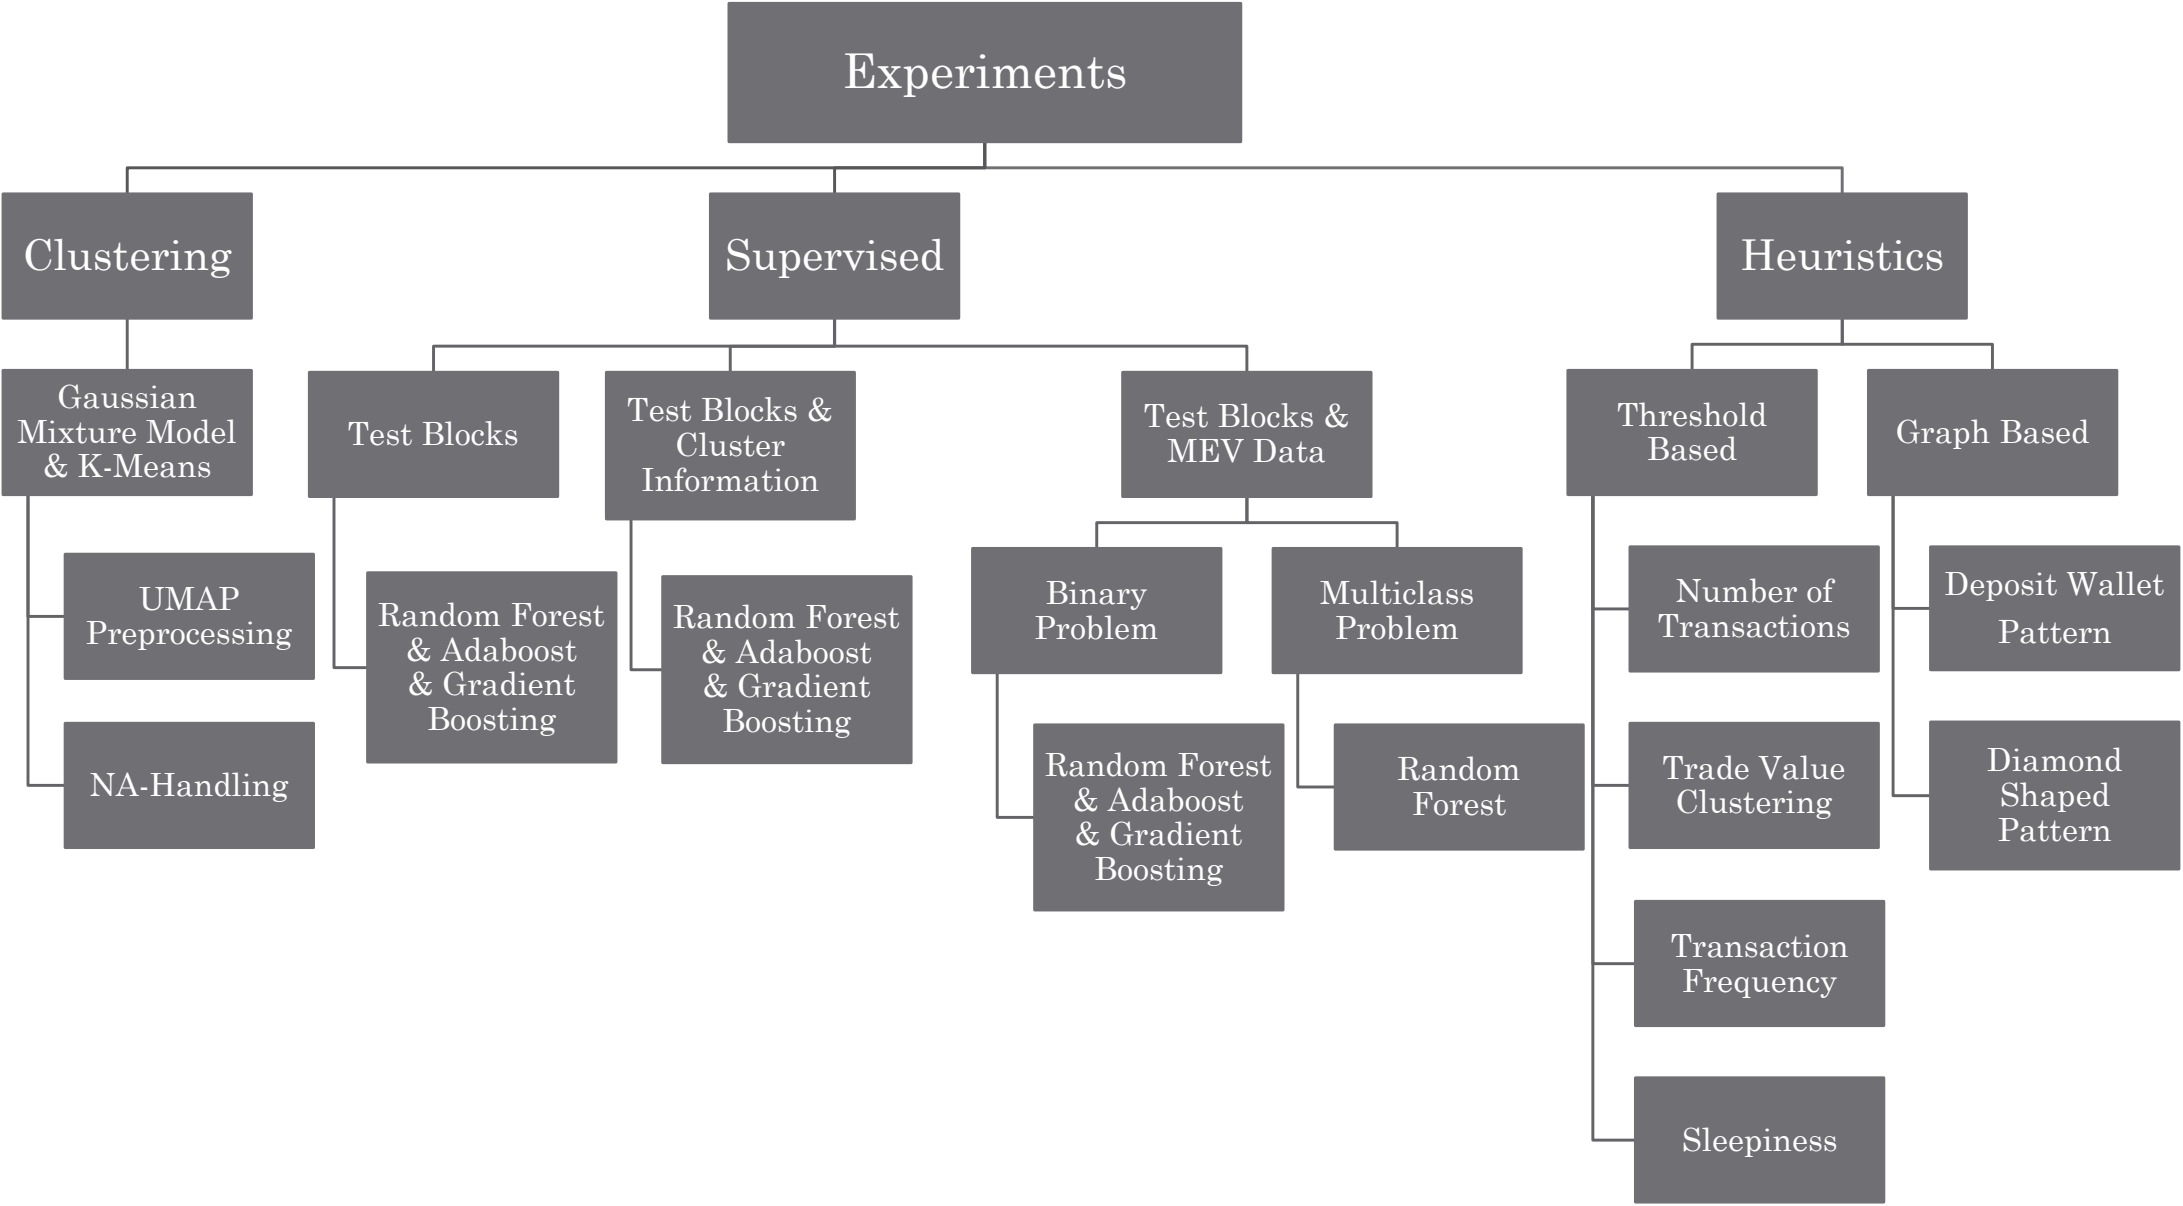 Experiments
Clustering
Supervised
Heuristics
Gaussian
Mixture Model
& K-Means
UMAP
Preprocessing
NA-Handling
Test Blocks
Random Forest
& Adaboost
& Gradient
Boosting
Test Blocks &
Cluster
Information
Random Forest
& Adaboost
& Gradient
Boosting
Test Blocks &
MEV Data
Binary
Problem
Random Forest
& Adaboost
& Gradient
Boosting
Multiclass
Problem
Random
Forest
Threshold
Based
Number of
Transactions
Trade Value
Clustering
Transaction
Frequency
Sleepiness
Graph Based
Deposit Wallet
Pattern
Diamond
Shaped
Pattern